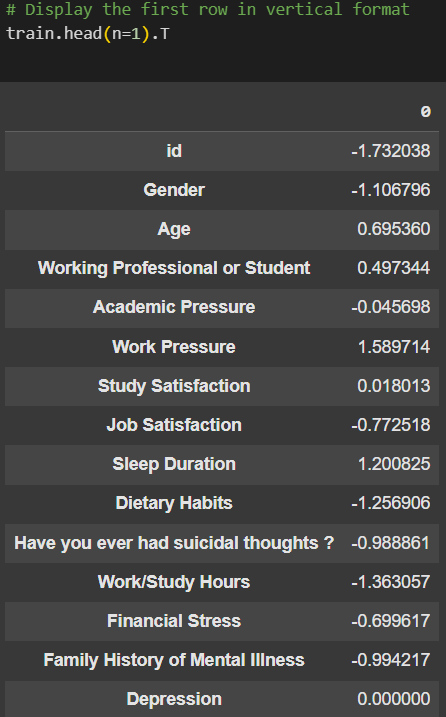 # Display the first row in vertical format
train.head(n=1).T
0
id -1.732038
Gender -1.106796
Age 0.695360
Working Professional or Student 0.497344
Academic Pressure -0.045698
Work Pressure 1.589714
Study Satisfaction 0.018013
Job Satisfaction -0.772518
Sleep Duration 1.200825
Dietary Habits -1.256906
Have you ever had suicidal thoughts ? -0.988861
Work/Study Hours -1.363057
Financial Stress -0.699617
Family History of Mental Illness -0.994217
Depression 0.000000